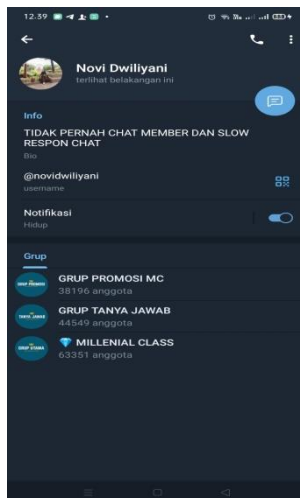 12.39
Novi Dwiliyani
terlihat belakangan ini
Info
TIDAK PERNAH CHAT MEMBER DAN SLOW
RESPON CHAT
Bio
@novidwiliyani
username
Notifikasi
Hidup
Grup
GRUP PROMOSI MC
38196 anggota
GRUP TANYA JAWAB
44549 anggota
MILLENIAL CLASS
63351 anggota